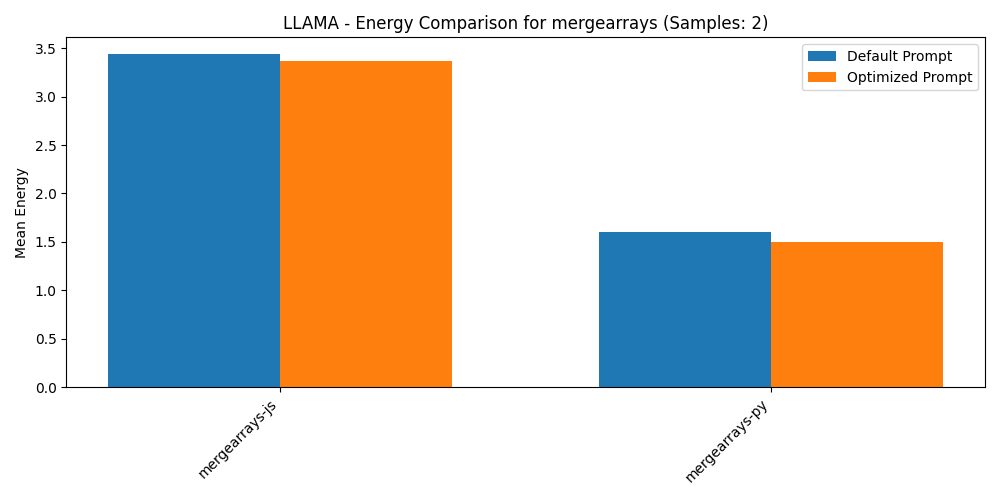 LLAMA - Energy Comparison for mergearrays (Samples: 2)
Default Prompt
Optimized Prompt
Mean Energy
3.5
3.0
2.5
2.0
1.5
1.0
0.5
0.0
mergearrays-js
mergearrays-py